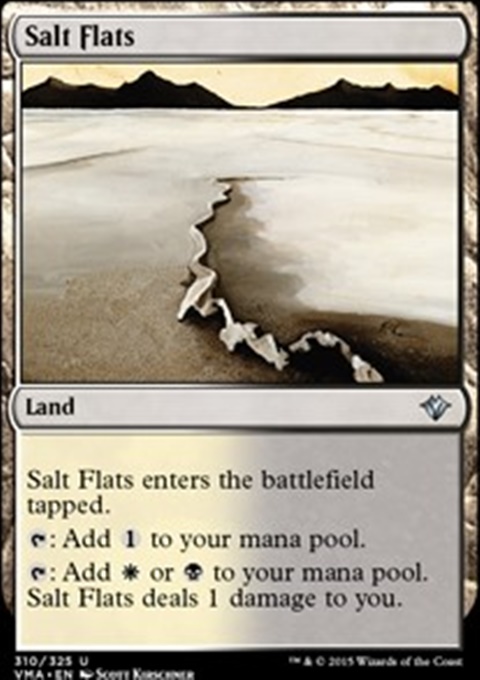 Salt Flats
Land
Salt Flats enters the battlefield
tapped.
: Add 1 to your mana pool.
: Add or to your mana pool.
Salt Flats deals 1 damage to you.
310/325 U
™ & © 2015 Wizards of the Coast
VMA • EN Scott Kirschner